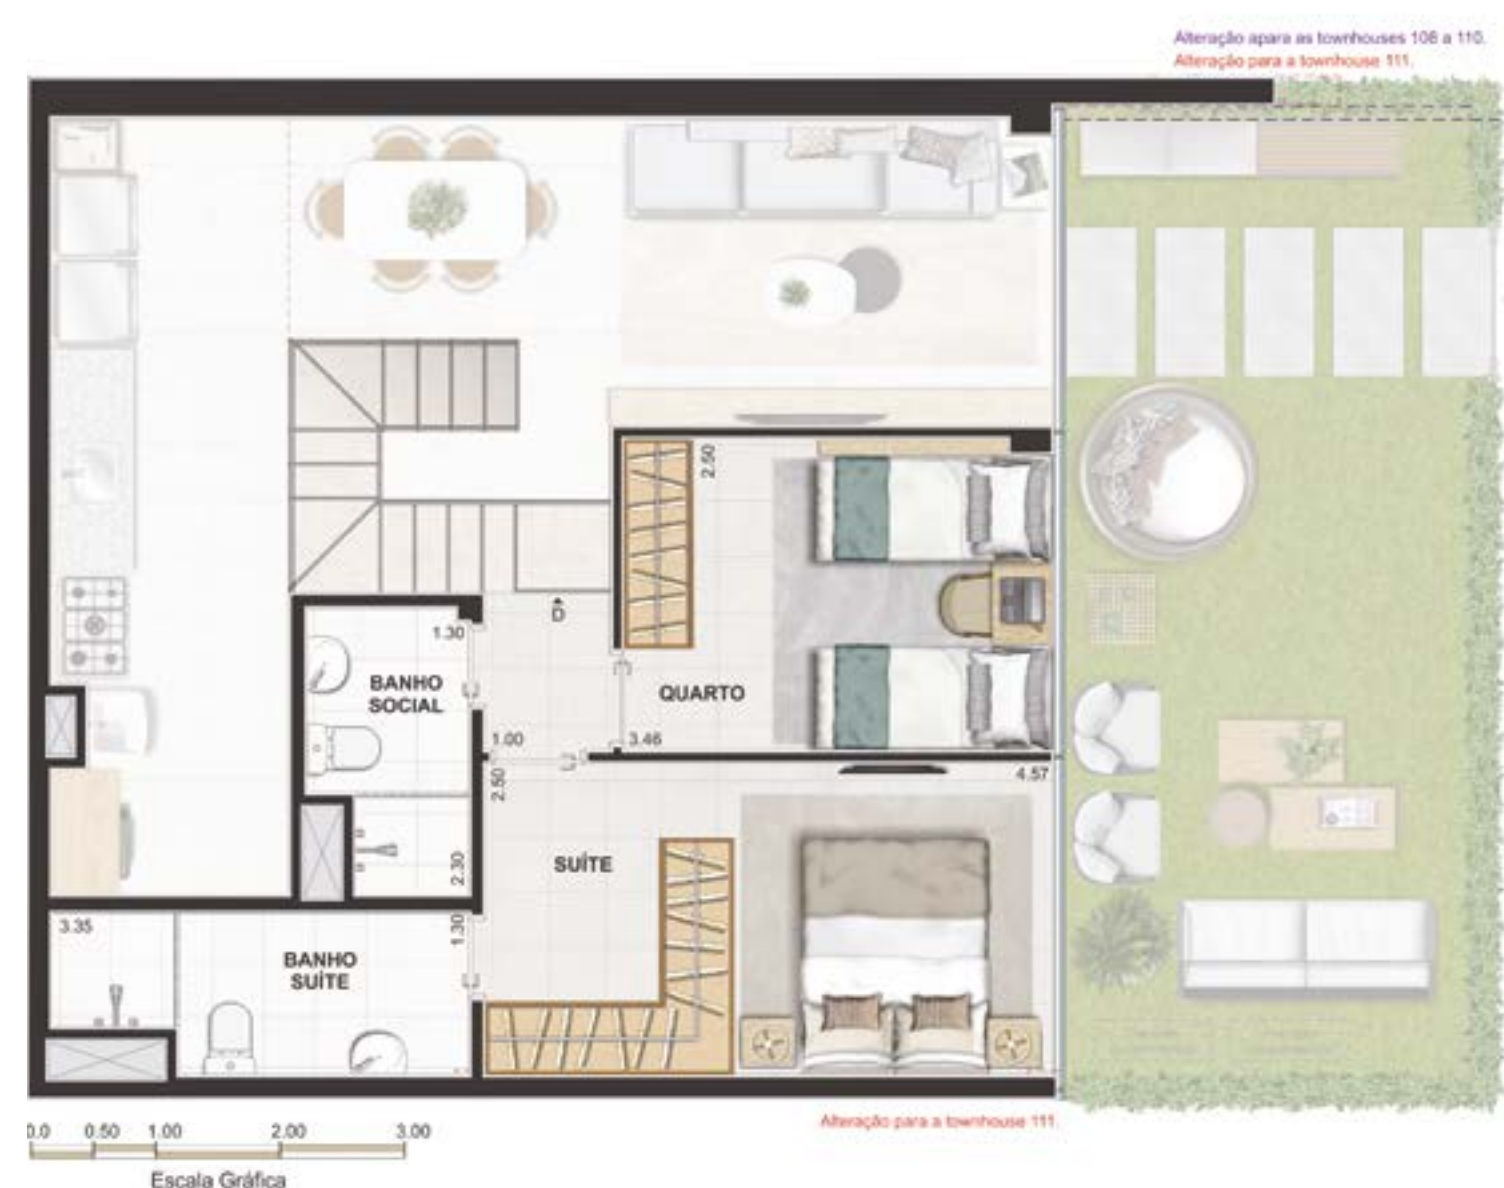 Alteração apara as townhouses 108 a 110.
Alteração para a townhouse 111.
2.50
D
1.30
BANHO
SOCIAL
QUARTO
1.00
3.46
2.50
4.57
SUÍTE
2.30
3.35
1.30
BANHO
SUÍTE
Alteração para a townhouse 111.
0.0 0.50 1.00 2.00 3.00
Escala Gráfica